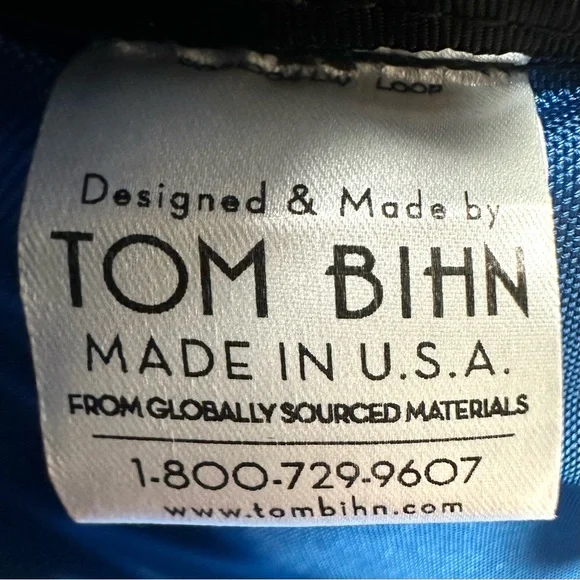 LOOP
Designed & Made by
TOM BIHN
MADE IN U.S.A.
FROM GLOBALLY SOURCED MATERIALS
1-800-729-9607
www.tombihn.com